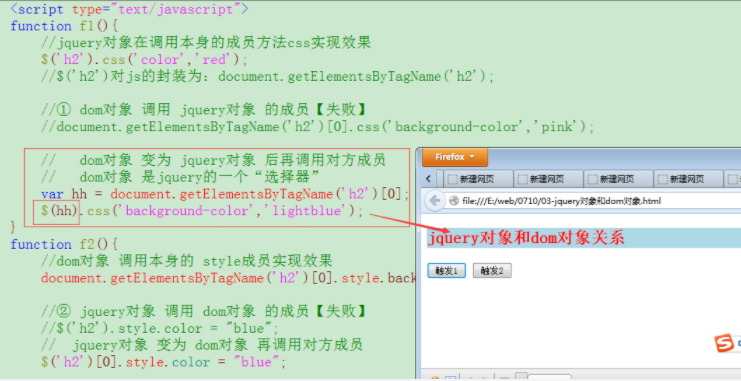 <script type="text/javascript">
function f1(){
//jquery对象在调用本身的成员方法css实现效果
$('h2').css('color','red');
//$('h2')对js的封装为: document.getElementsByTagName('h2');
//① dom对象 调用 jquery对象 的成员【失败】
//document.getElementsByTagName('h2')[0].css('background-color','pink');
// dom对象 变为 jquery对象 后再调用对方成员
// dom对象 是jquery的一个“选择器”
var hh = document.getElementsByTagName('h2')[0];
$(hh).css('background-color','lightblue');
}
function f2(){
//dom对象 调用本身的 style成员实现效果
document.getElementsByTagName('h2')[0].style.bac
//② jquery对象 调用 dom对象 的成员【失败】
//$('h2').style.color = "blue";
// jquery对象 变为 dom对象 再调用对方成员
$('h2')[0].style.color = "blue";
Firefox
新建网页
新建网页
新建网页
新建网页
file:///E:/web/0710/03-jquery对象和dom对象.html
jquery对象和dom对象关系
触发1
触发2
S